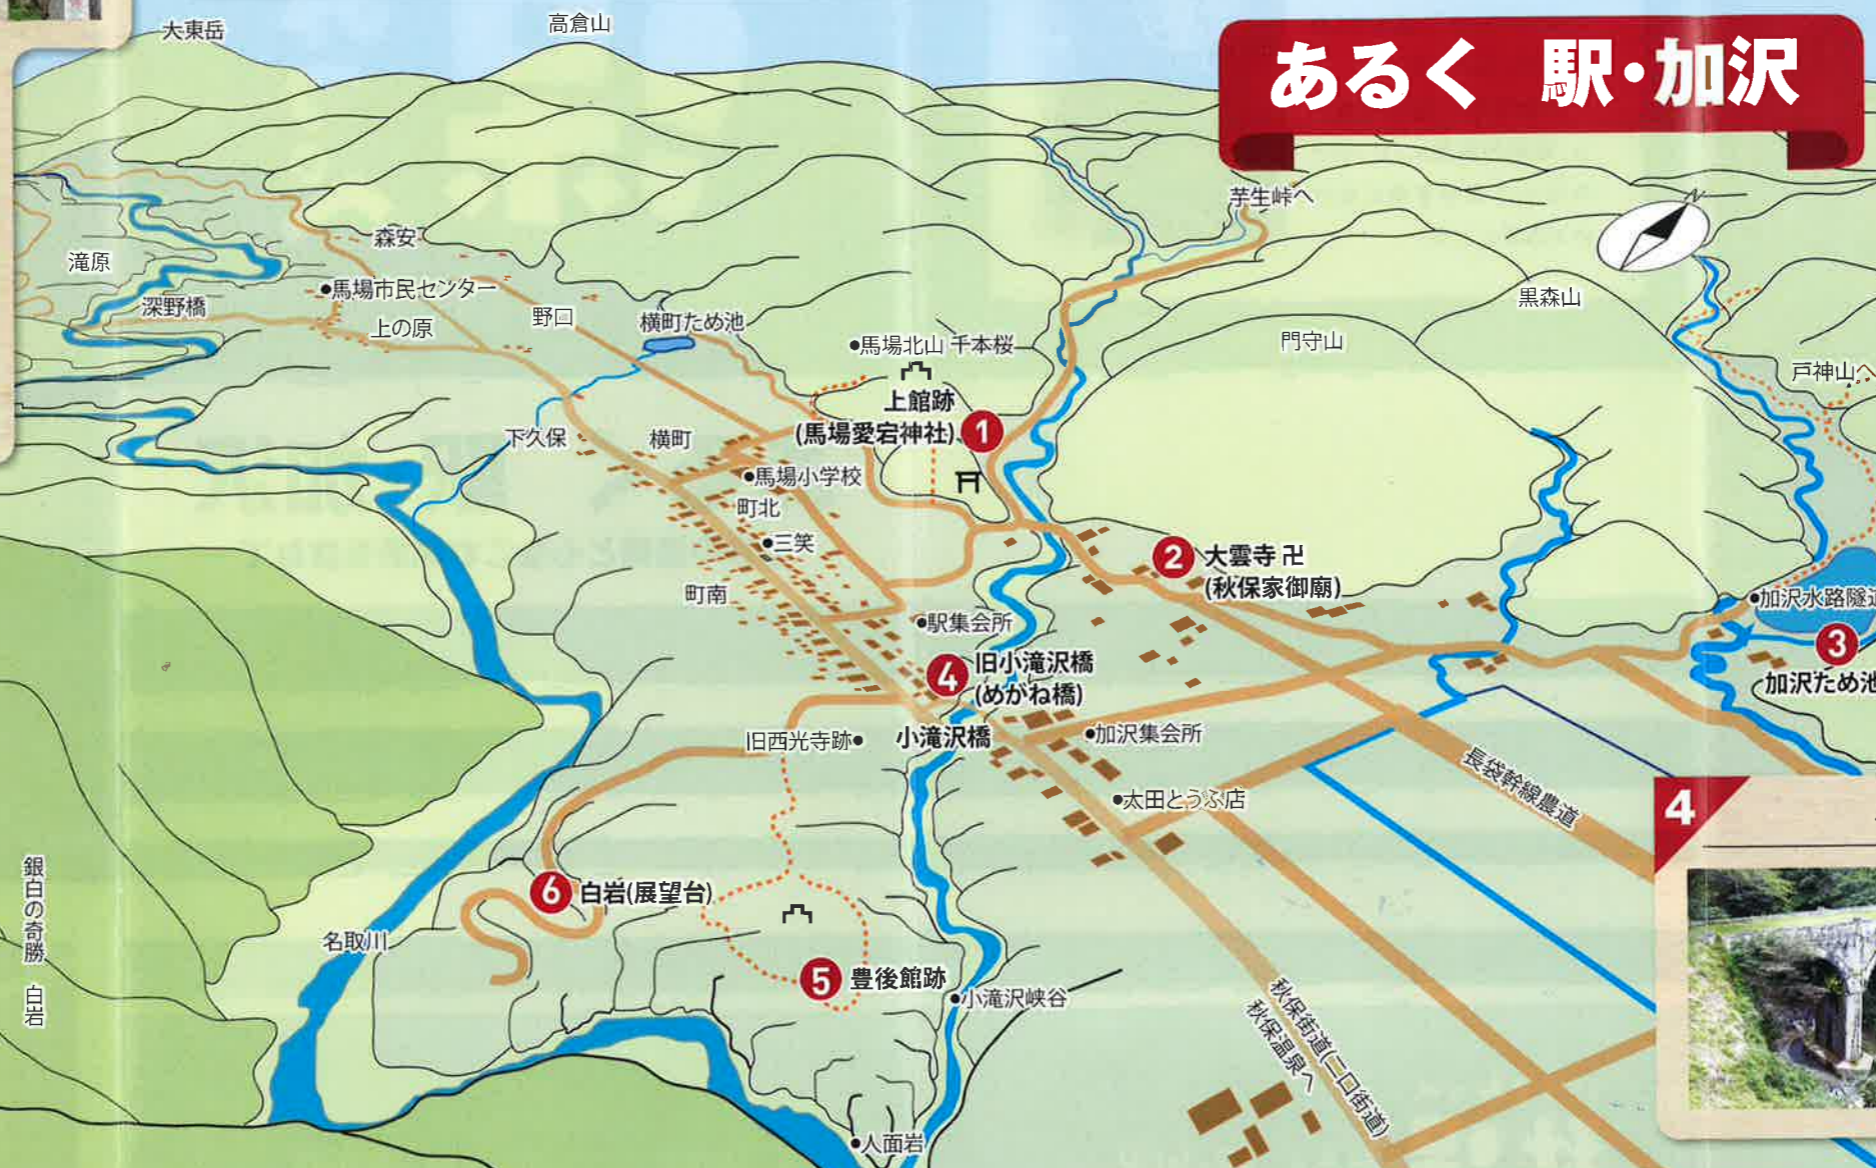 あるく 駅・加沢
大東岳
高倉山
芋生峠へ
N
森安
滝原
●馬場市民センター
深野橋
上の原
野口
横町ため池
●馬場北山 千本桜
門守山
黒森山
戸神山へ
上館跡
(馬場愛宕神社)
1
下久保
横町
●馬場小学校
町北
●三笑
2
大雲寺 卍
(秋保家御廟)
町南
●駅集会所
●加沢水路隧道
3
加沢ため池
4
旧小滝沢橋
(めがね橋)
旧西光寺跡●
小滝沢橋
●加沢集会所
長袋幹線農道
●太田とうふ店
4
6
白岩(展望台)
銀白の奇勝 白岩
名取川
5
豊後館跡
●小滝沢峡谷
秋保街道(二口街道)
秋保温泉へ
●人面岩